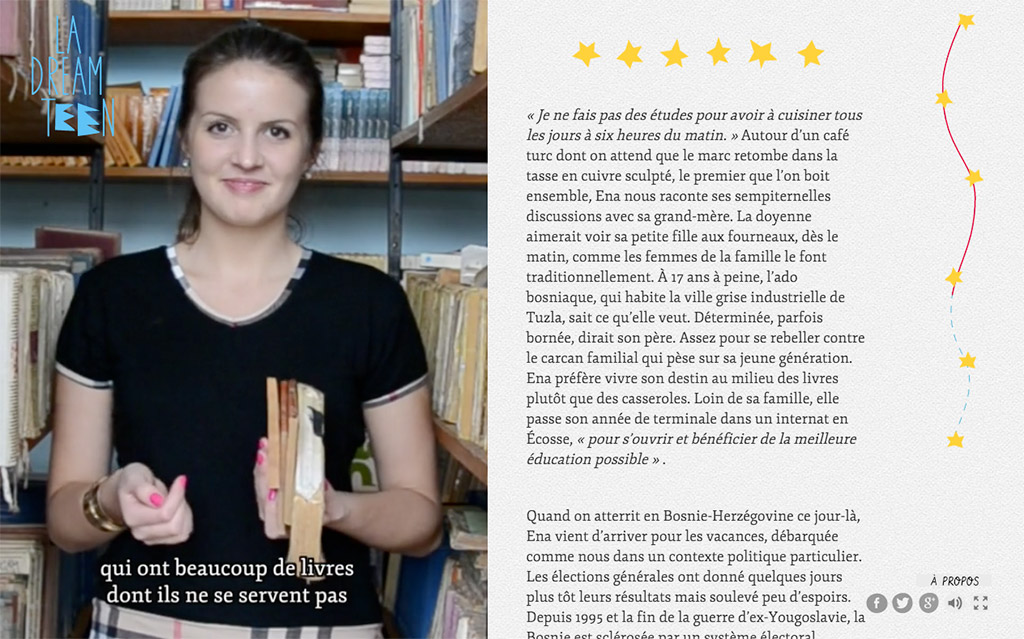 EA
DREAM
TEEN
qui ont beaucoup de livres
dont ils ne se servent pas
« Je ne fais pas des études pour avoir à cuisiner tous
les jours à six heures du matin. » Autour d’un café
turc dont on attend que le marc retombe dans la
tasse en cuivre sculpté, le premier que l’on boit
ensemble, Ena nous raconte ses sempiternelles
discussions avec sa grand-mère. La doyenne
aimerait voir sa petite fille aux fourneaux, dès le
matin, comme les femmes de la famille le font
traditionnellement. À 17 ans à peine, l’ado
bosniaque, qui habite la ville grise industrielle de
Tuzla, sait ce qu’elle veut. Déterminée, parfois
bornée, dirait son père. Assez pour se rebeller contre
le carcan familial qui pèse sur sa jeune génération.
Ena préfère vivre son destin au milieu des livres
plutôt que des casseroles. Loin de sa famille, elle
passe son année de terminale dans un internat en
Écosse, « pour s’ouvrir et bénéficier de la meilleure
éducation possible » .
Quand on atterrit en Bosnie-Herzégovine ce jour-là,
Ena vient d’arriver pour les vacances, débarquée
comme nous dans un contexte politique particulier.
Les élections générales ont donné quelques jours
plus tôt leurs résultats mais soulevé peu d’espoirs.
Depuis 1995 et la fin de la guerre d’ex-Yougoslavie, la
Bosnie est sclérosée par un système électoral
À PROPOS